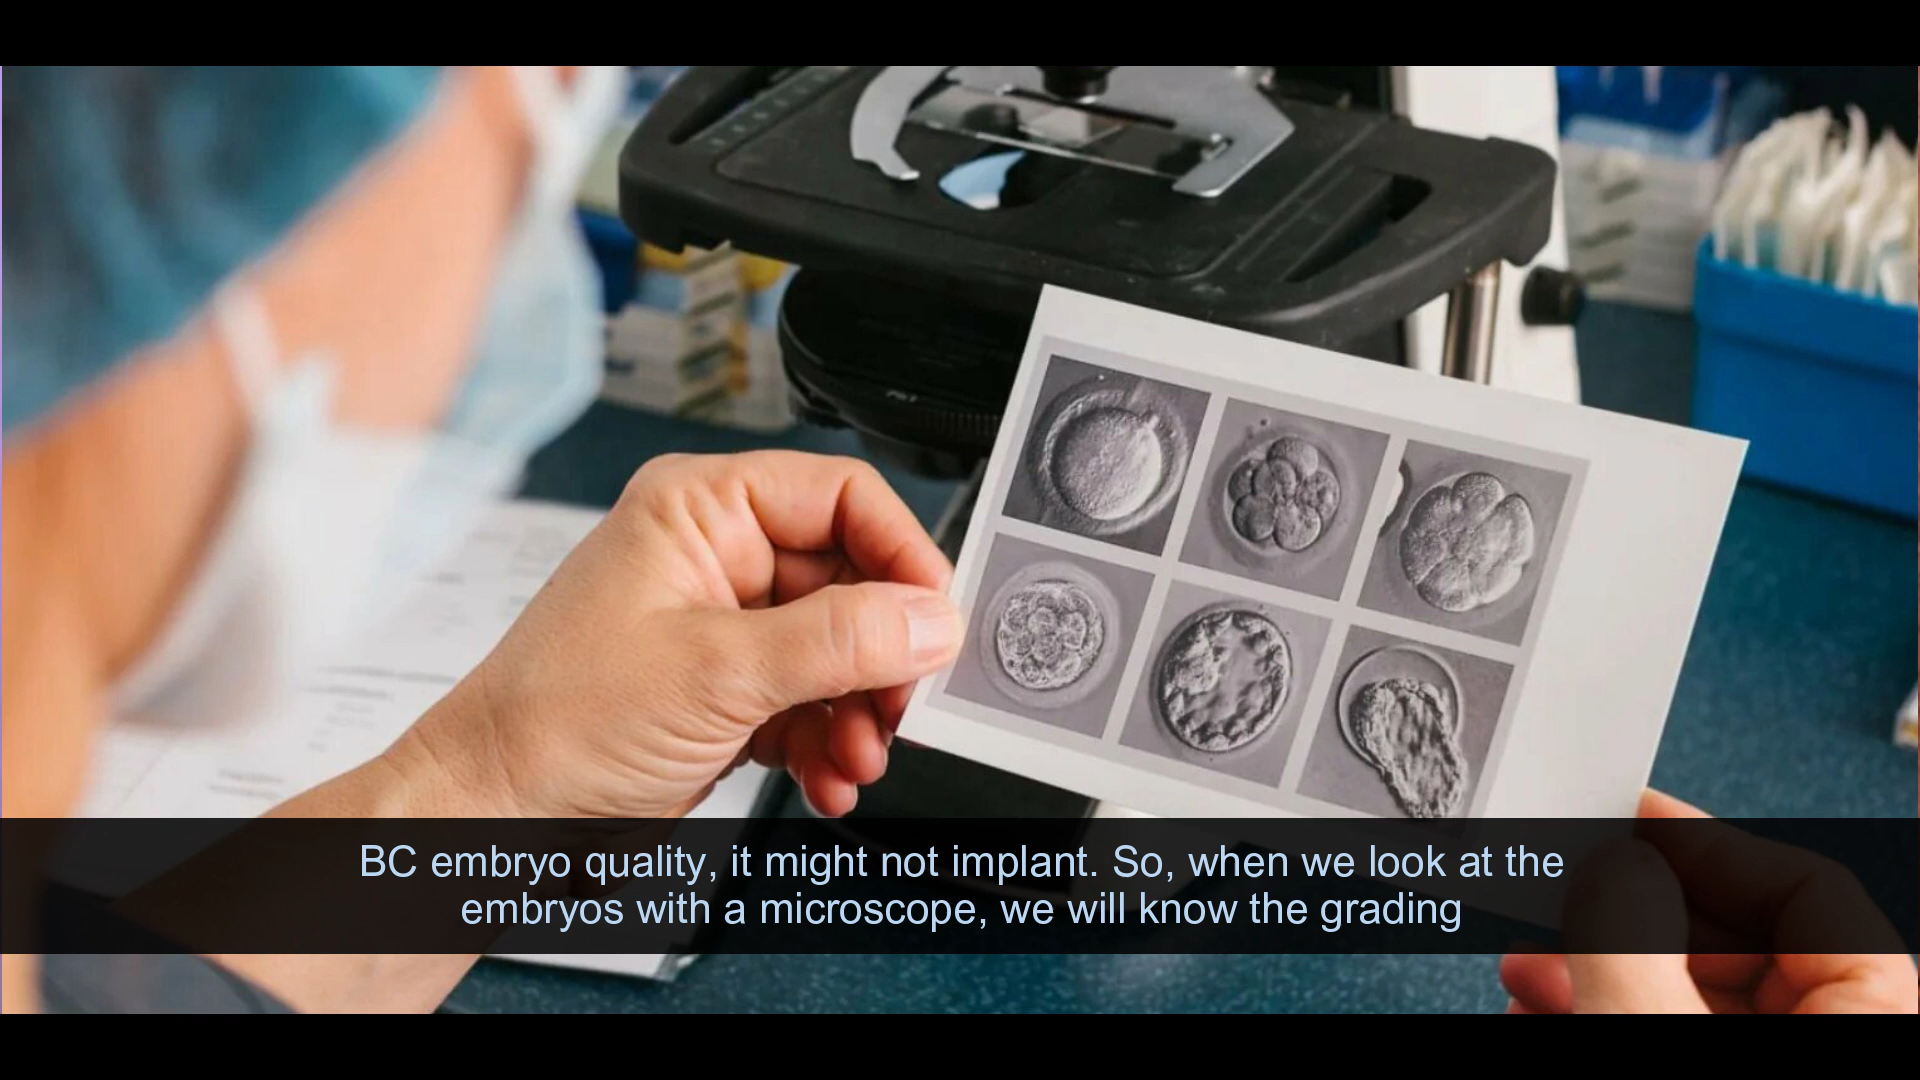 BC embryo quality, it might not implant. So, when we look at the
embryos with a microscope, we will know the grading